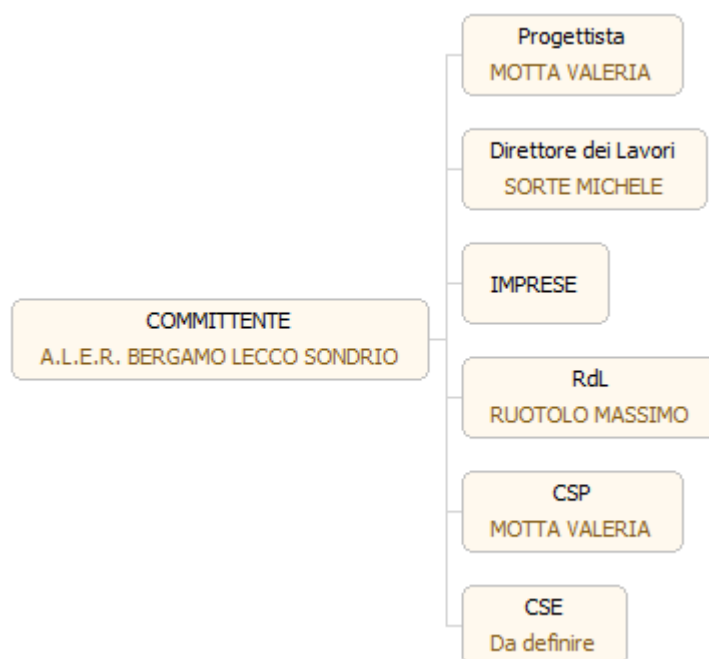 Progettista
MOTTA VALERIA
Direttore dei Lavori
SORTE MICHELE
IMPRESE
COMMITTENTE
A.L.E.R. BERGAMO LECCO SONDRIO
RdL
RUOTOLO MASSIMO
CSP
MOTTA VALERIA
CSE
Da definire